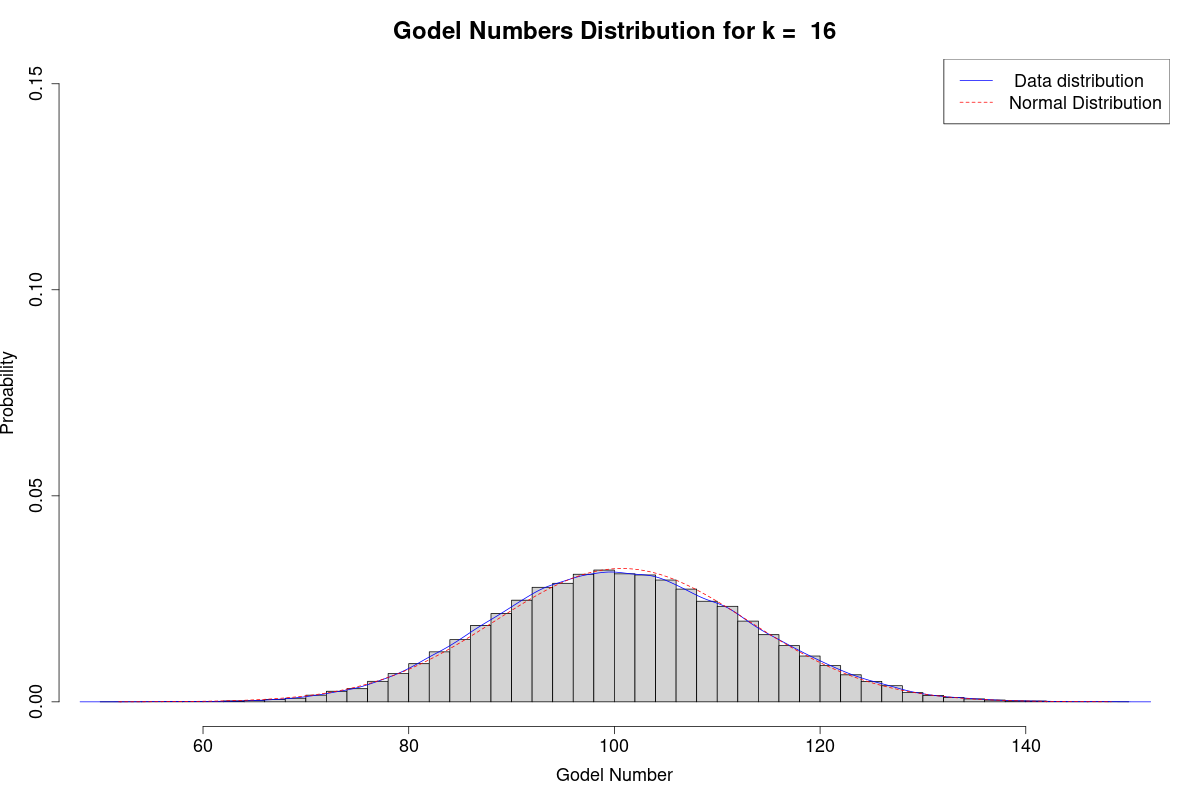 Godel Numbers Distribution for k =  16
Data distribution
Normal Distribution
0.15
0.10
0.05
0.00
Probability
60 80 100 120 140
Godel Number